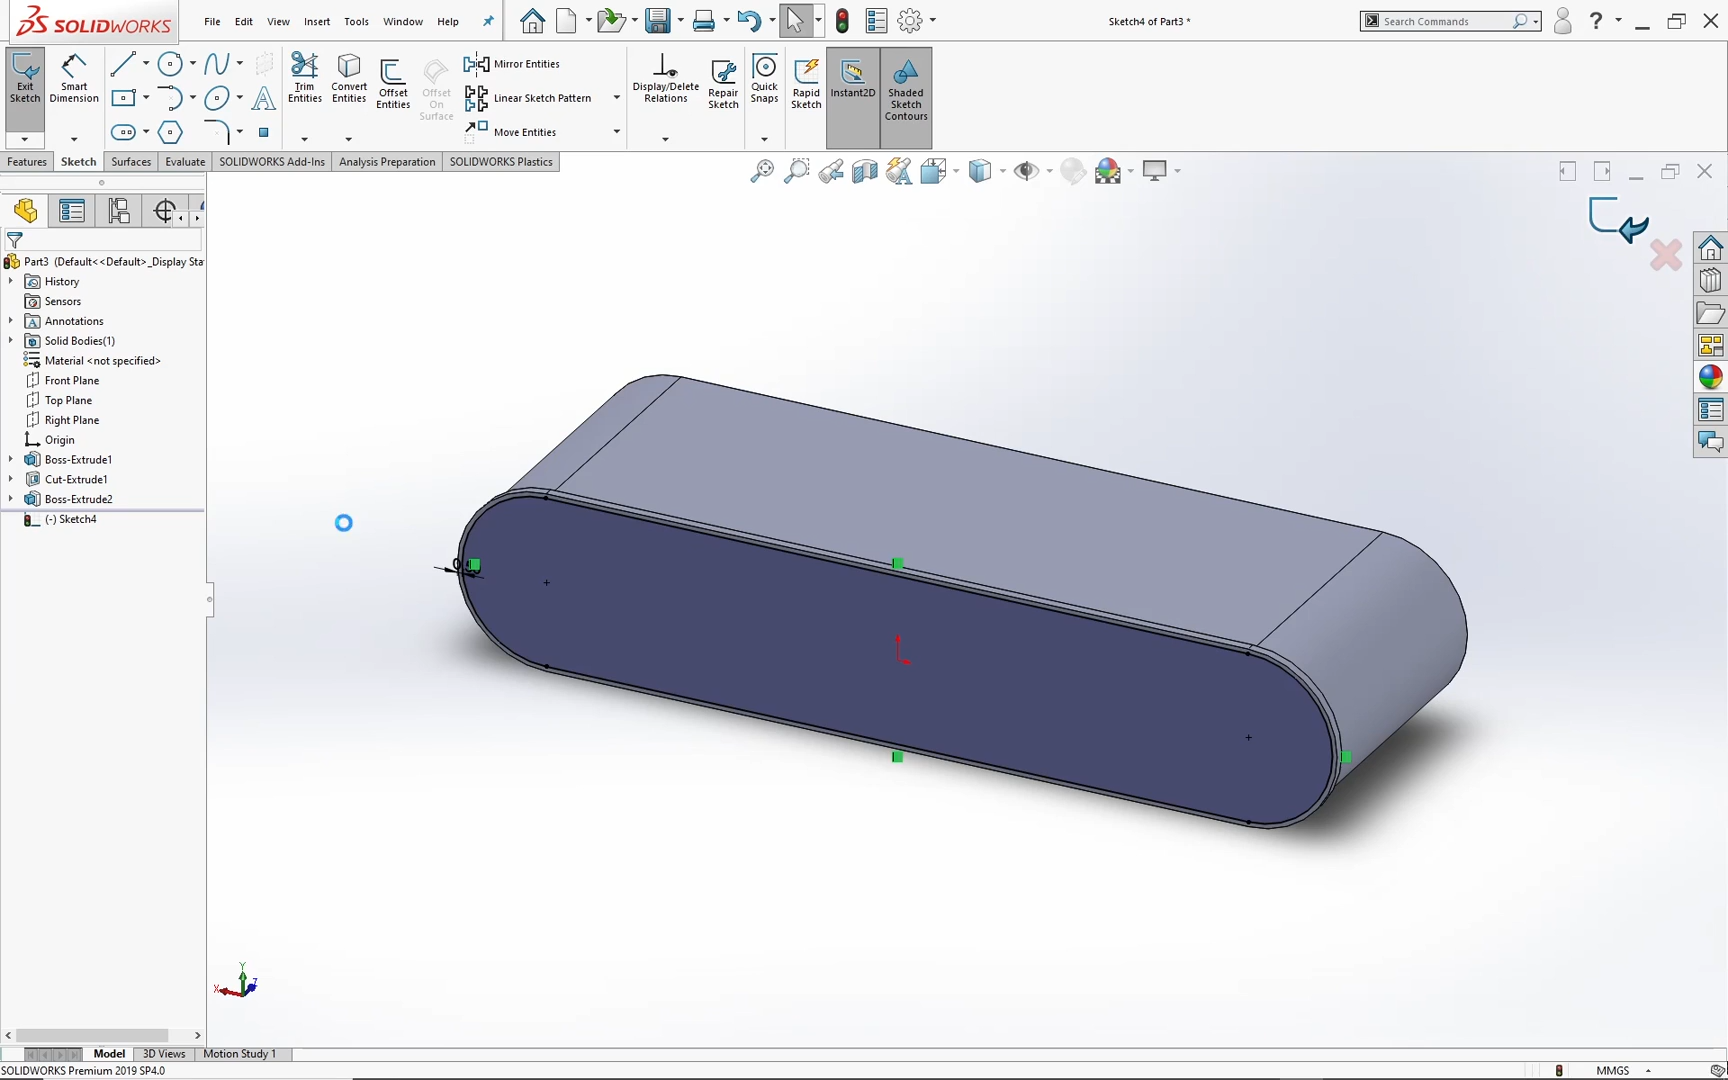 SOLIDWORKS
File Edit View Insert Tools Window Help
Sketch4 of Part3 *
Search Commands
?
Exit Sketch
Smart Dimension
Trim Entities
Convert Entities
Offset Entities
Offset On Surface
Mirror Entities
Linear Sketch Pattern
Move Entities
Display/Delete Relations
Repair Sketch
Quick Snaps
Rapid Sketch
Instant2D
Shaded Sketch Contours
Features Sketch Surfaces Evaluate SOLIDWORKS Add-Ins Analysis Preparation SOLIDWORKS Plastics
Part3 (Default<<Default>_Display Sta
History
Sensors
Annotations
Solid Bodies(1)
Material <not specified>
Front Plane
Top Plane
Right Plane
Origin
Boss-Extrude1
Cut-Extrude1
Boss-Extrude2
(-) Sketch4
Y
X
Z
Model 3D Views Motion Study 1
SOLIDWORKS Premium 2019 SP4.0
MMGS